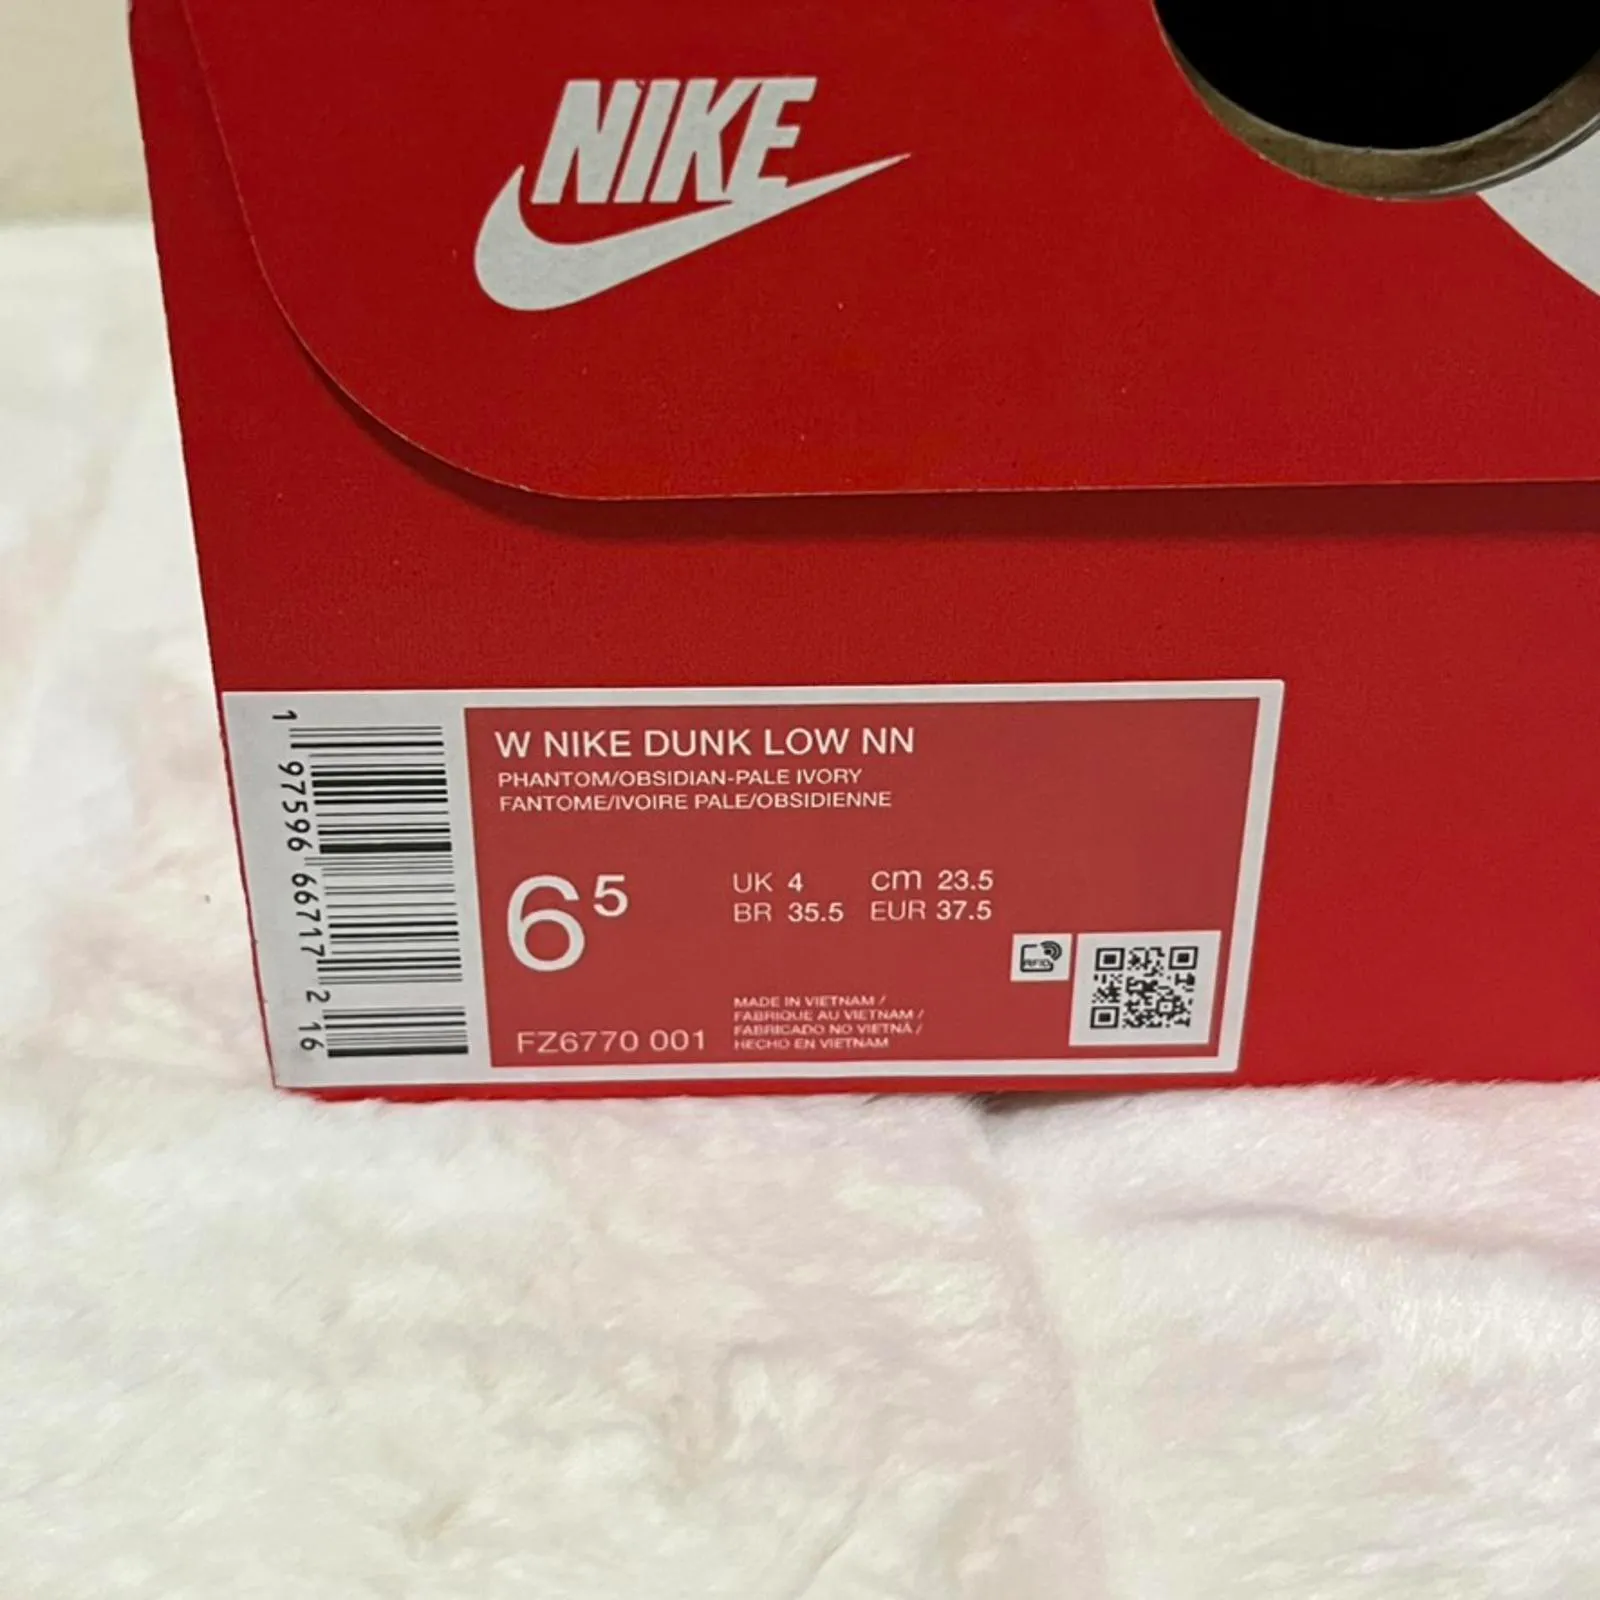 NIKE
W NIKE DUNK LOW NN
PHANTOM/OBSIDIAN-PALE IVORY
FANTOME/IVOIRE PALE/OBSIDIENNE
6 5
UK 4 cm 23.5
BR 35.5 EUR 37.5
RFID
FZ6770 001
MADE IN VIETNAM /
FABRIQUE AU VIETNAM /
FABRICADO NO VIETNÃ /
HECHO EN VIETNAM
1 97596 66717 2 16